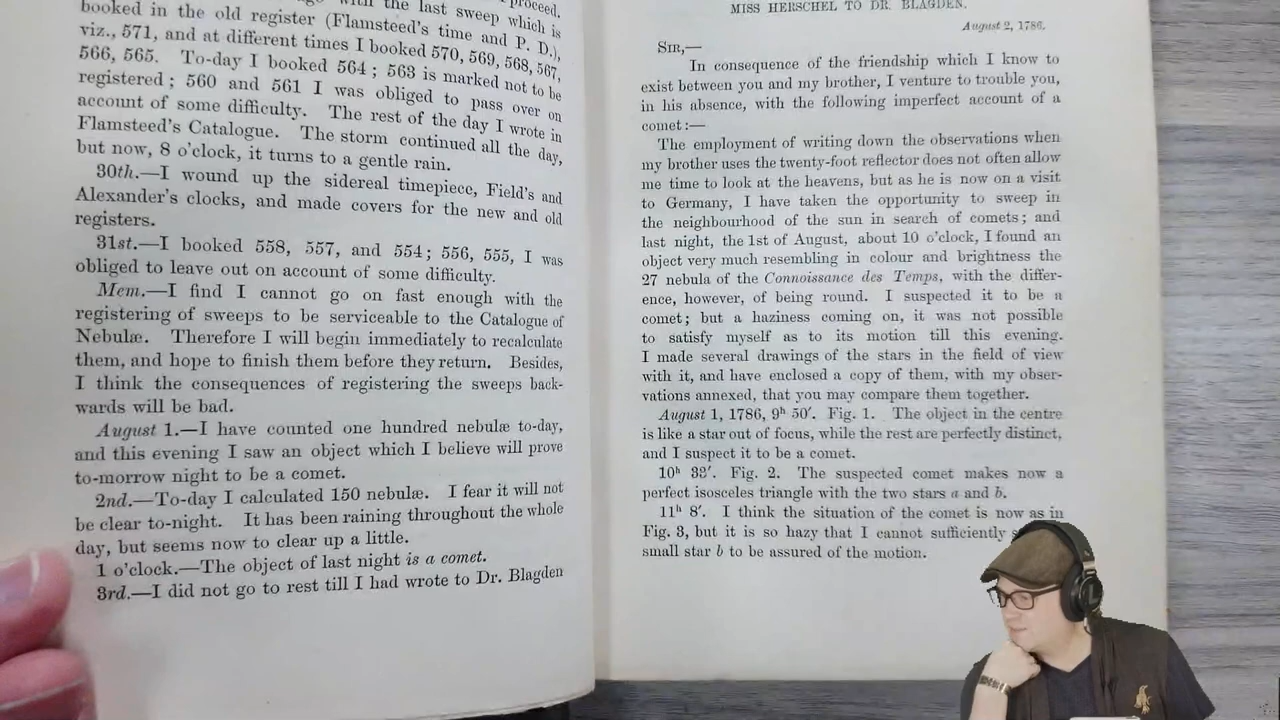 with the last sweep which is
booked in the old register (Flamsteed's time and P. D.),
viz., 571, and at different times I booked 570, 569, 568, 567,
566, 565. To-day I booked 564; 563 is marked not to be
registered; 560 and 561 I was obliged to pass over on
account of some difficulty. The rest of the day I wrote in
Flamsteed's Catalogue. The storm continued all the day,
but now, 8 o'clock, it turns to a gentle rain.
30th.—I wound up the sidereal timepiece, Field's and
Alexander's clocks, and made covers for the new and old
registers.
31st.—I booked 558, 557, and 554; 556, 555, I was
obliged to leave out on account of some difficulty.
Mem.—I find I cannot go on fast enough with the
registering of sweeps to be serviceable to the Catalogue of
Nebulæ. Therefore I will begin immediately to recalculate
them, and hope to finish them before they return. Besides,
I think the consequences of registering the sweeps back-
wards will be bad.
August 1.—I have counted one hundred nebulæ to-day,
and this evening I saw an object which I believe will prove
to-morrow night to be a comet.
2nd.—To-day I calculated 150 nebulæ. I fear it will not
be clear to-night. It has been raining throughout the whole
day, but seems now to clear up a little.
1 o'clock.—The object of last night is a comet.
3rd.—I did not go to rest till I had wrote to Dr. Blagden
MISS HERSCHEL TO DR. BLAGDEN.
August 2, 1786.
SIR,—
In consequence of the friendship which I know to
exist between you and my brother, I venture to trouble you,
in his absence, with the following imperfect account of a
comet:—
The employment of writing down the observations when
my brother uses the twenty-foot reflector does not often allow
me time to look at the heavens, but as he is now on a visit
to Germany, I have taken the opportunity to sweep in
the neighbourhood of the sun in search of comets; and
last night, the 1st of August, about 10 o'clock, I found an
object very much resembling in colour and brightness the
27 nebula of the Connoissance des Temps, with the differ-
ence, however, of being round. I suspected it to be a
comet; but a haziness coming on, it was not possible
to satisfy myself as to its motion till this evening.
I made several drawings of the stars in the field of view
with it, and have enclosed a copy of them, with my obser-
vations annexed, that you may compare them together.
August 1, 1786, 9ʰ 50′. Fig. 1. The object in the centre
is like a star out of focus, while the rest are perfectly distinct,
and I suspect it to be a comet.
10ʰ 33′. Fig. 2. The suspected comet makes now a
perfect isosceles triangle with the two stars a and b.
11ʰ 8′. I think the situation of the comet is now as in
Fig. 3, but it is so hazy that I cannot sufficiently
small star b to be assured of the motion.